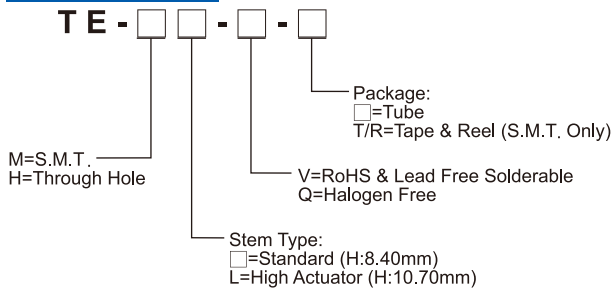 TE-□□-□-□
Package:
□=Tube
T/R=Tape & Reel (S.M.T. Only)
M=S.M.T.
H=Through Hole
V=RoHS & Lead Free Solderable
Q=Halogen Free
Stem Type:
□=Standard (H:8.40mm)
L=High Actuator (H:10.70mm)